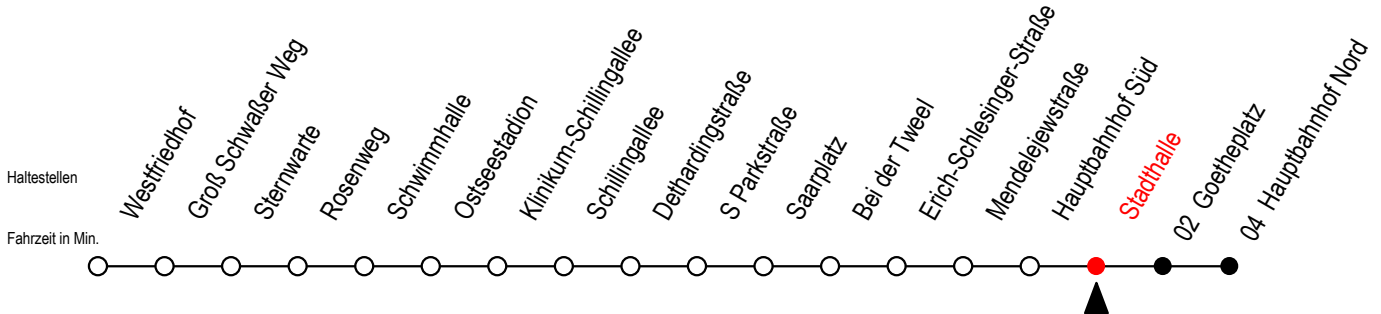 Haltestellen
Fahrzeit in Min.
Westfriedhof
Groß Schwaßer Weg
Sternwarte
Rosenweg
Schwimmhalle
Ostseestadion
Klinikum-Schillingallee
Schillingallee
Dethardingstraße
S Parkstraße
Saarplatz
Bei der Tweel
Erich-Schlesinger-Straße
Mendelejewstraße
Hauptbahnhof Süd
Stadthalle
02 Goetheplatz
04 Hauptbahnhof Nord